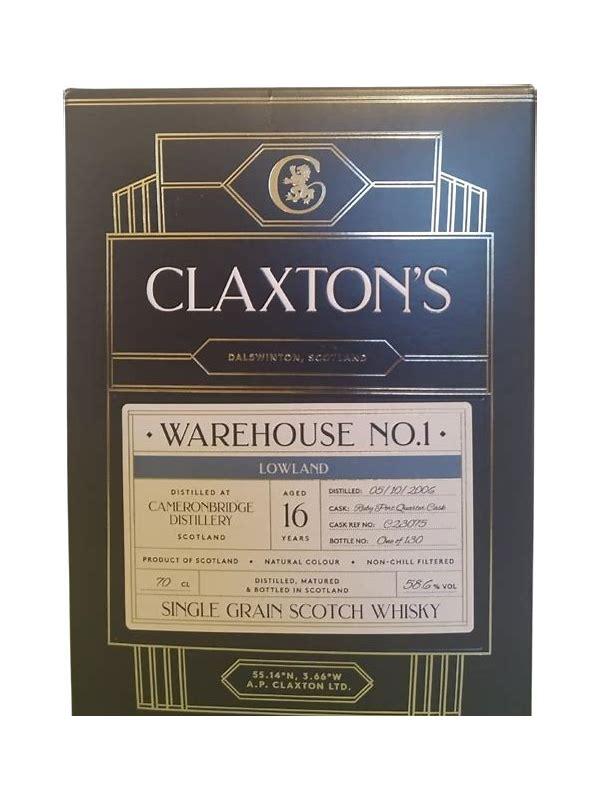 C
CLAXTON'S
DALSWINTON, SCOTLAND
• WAREHOUSE NO.1 •
LOWLAND
DISTILLED AT
CAMERONBRIDGE
DISTILLERY
SCOTLAND
AGED
16
YEARS
DISTILLED: 05/10/2006
CASK: Ruby Port Quarter Cask
CASK REF NO: C23075
BOTTLE NO: One of 130
PRODUCT OF SCOTLAND • NATURAL COLOUR • NON-CHILL FILTERED
70 CL
DISTILLED, MATURED
& BOTTLED IN SCOTLAND
58.6 % VOL
SINGLE GRAIN SCOTCH WHISKY
55.14°N, 3.66°W
A.P. CLAXTON LTD.